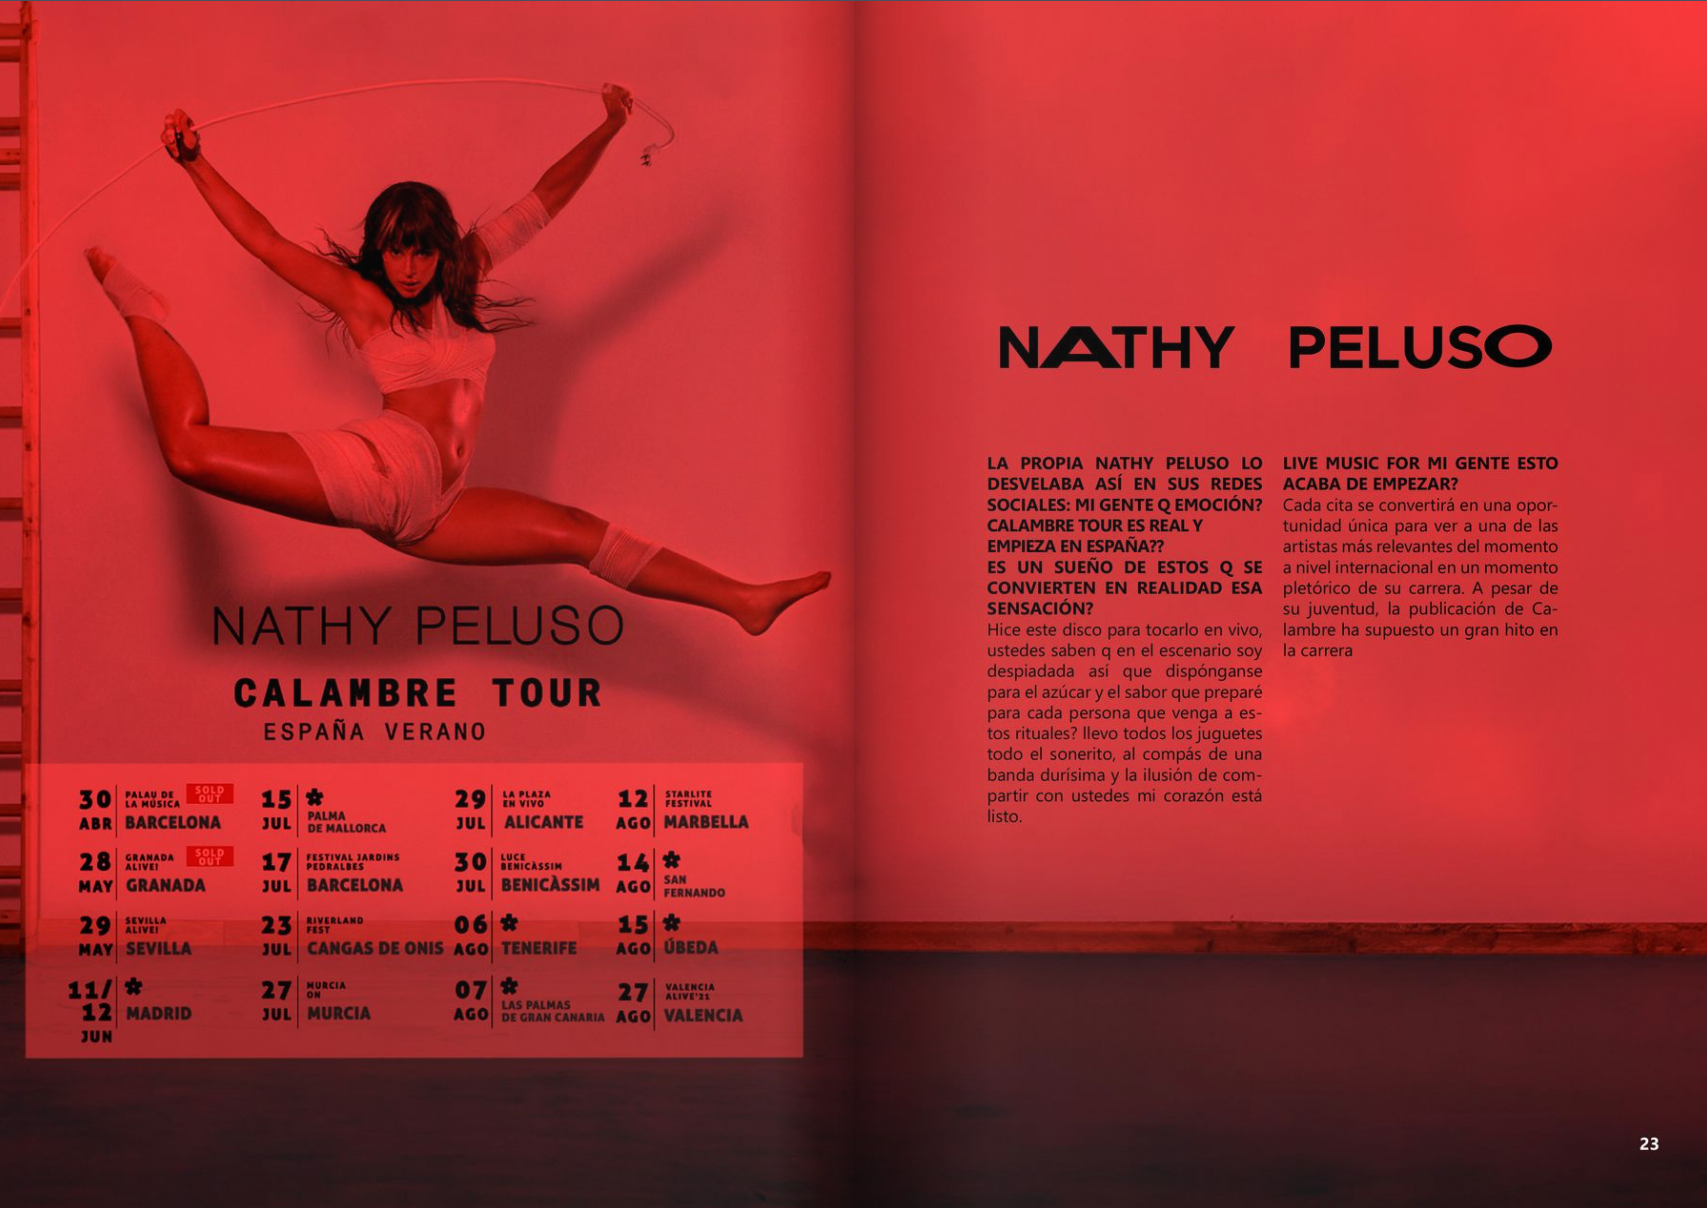 NATHY PELUSO
CALAMBRE TOUR
ESPAÑA VERANO
30 ABR
PALAU DE
LA MÚSICA
SOLD
OUT
BARCELONA
28 MAY
GRANADA
ALIVE!
SOLD
OUT
GRANADA
29 MAY
SEVILLA
ALIVE!
SEVILLA
11/
12
JUN
*
MADRID
15 JUL
*
PALMA
DE MALLORCA
17 JUL
FESTIVAL JARDINS
PEDRALBES
BARCELONA
23 JUL
RIVERLAND
FEST
CANGAS DE ONIS
27 JUL
MURCIA
ON
MURCIA
29 JUL
LA PLAZA
EN VIVO
ALICANTE
30 JUL
LUCE
BENICÀSSIM
BENICÀSSIM
06 AGO
*
TENERIFE
07 AGO
*
LAS PALMAS
DE GRAN CANARIA
12 AGO
STARLITE
FESTIVAL
MARBELLA
14 AGO
*
SAN
FERNANDO
15 AGO
*
ÚBEDA
27 AGO
VALENCIA
ALIVE'21
VALENCIA
NATHY PELUSO
LA PROPIA NATHY PELUSO LO
DESVELABA ASÍ EN SUS REDES
SOCIALES: MI GENTE Q EMOCIÓN?
CALAMBRE TOUR ES REAL Y
EMPIEZA EN ESPAÑA??
ES UN SUEÑO DE ESTOS Q SE
CONVIERTEN EN REALIDAD ESA
SENSACIÓN?
Hice este disco para tocarlo en vivo,
ustedes saben q en el escenario soy
despiadada así que dispónganse
para el azúcar y el sabor que preparé
para cada persona que venga a es-
tos rituales? llevo todos los juguetes
todo el sonerito, al compás de una
banda durísima y la ilusión de com-
partir con ustedes mi corazón está
listo.
LIVE MUSIC FOR MI GENTE ESTO
ACABA DE EMPEZAR?
Cada cita se convertirá en una opor-
tunidad única para ver a una de las
artistas más relevantes del momento
a nivel internacional en un momento
pletórico de su carrera. A pesar de
su juventud, la publicación de Ca-
lambre ha supuesto un gran hito en
la carrera
23